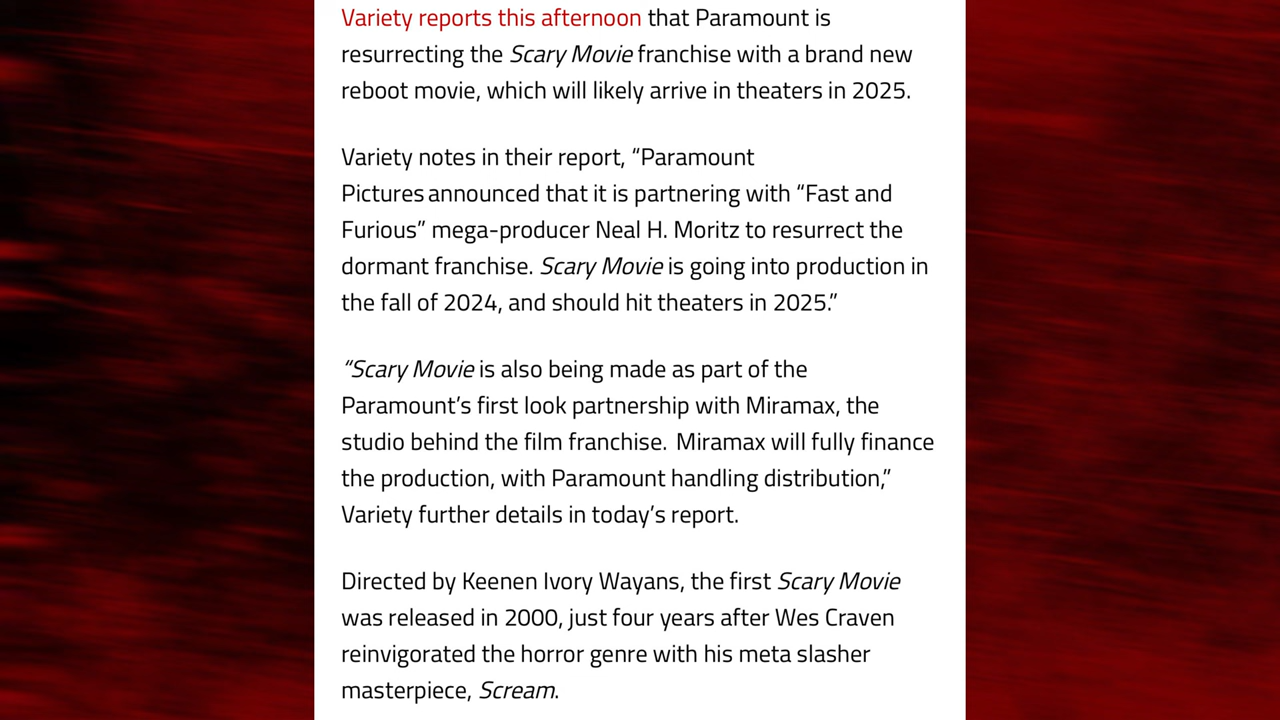 Variety reports this afternoon that Paramount is
resurrecting the Scary Movie franchise with a brand new
reboot movie, which will likely arrive in theaters in 2025.
Variety notes in their report, “Paramount
Pictures announced that it is partnering with “Fast and
Furious” mega-producer Neal H. Moritz to resurrect the
dormant franchise. Scary Movie is going into production in
the fall of 2024, and should hit theaters in 2025.”
“Scary Movie is also being made as part of the
Paramount’s first look partnership with Miramax, the
studio behind the film franchise. Miramax will fully finance
the production, with Paramount handling distribution,”
Variety further details in today’s report.
Directed by Keenen Ivory Wayans, the first Scary Movie
was released in 2000, just four years after Wes Craven
reinvigorated the horror genre with his meta slasher
masterpiece, Scream.